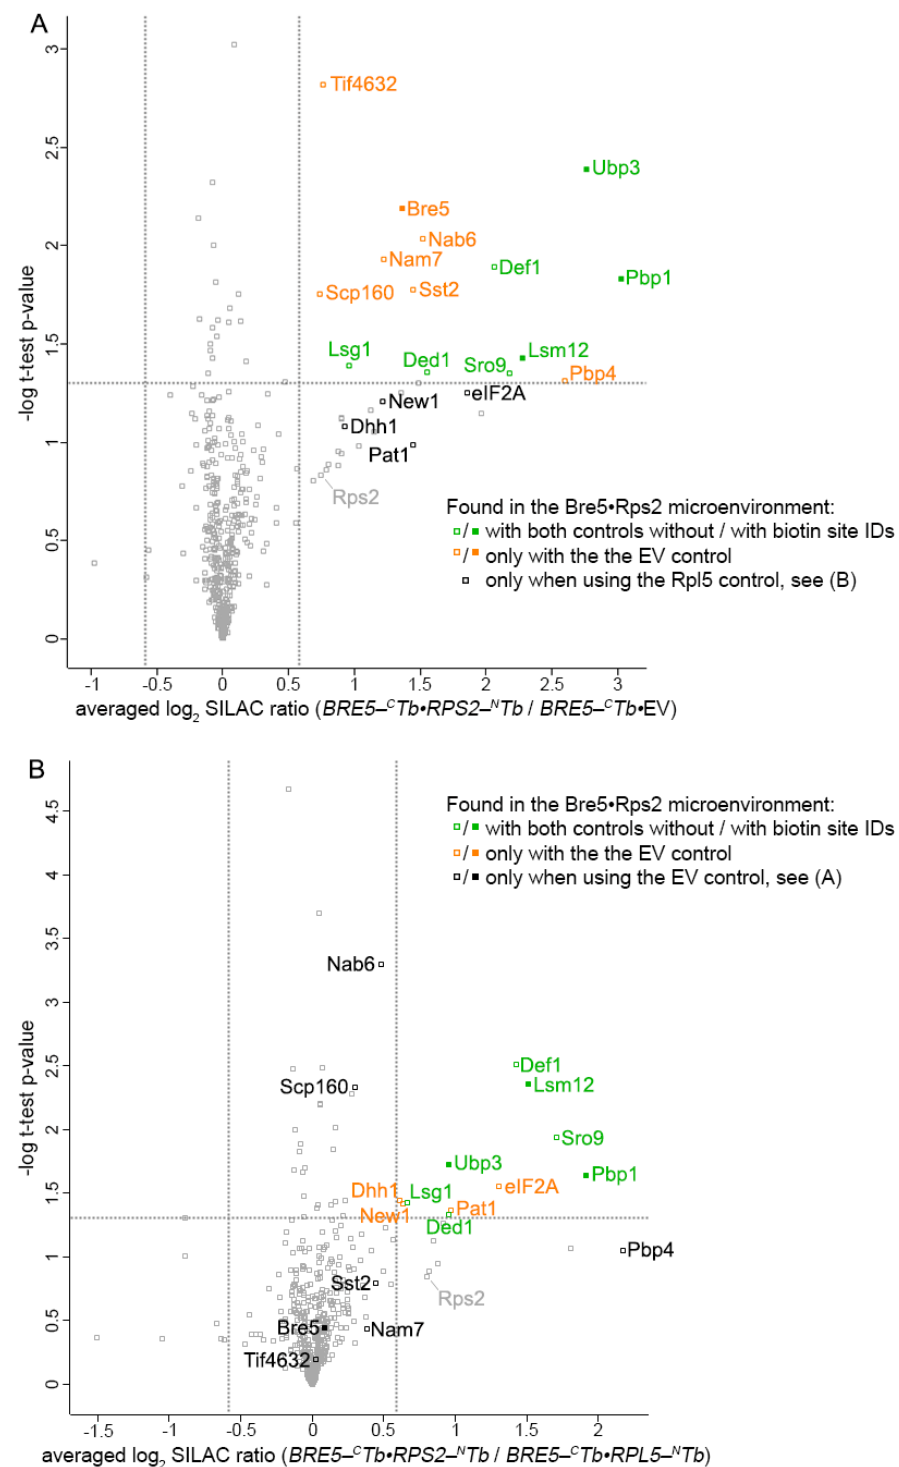 A
3
2.5
2
1.5
1
0.5
0
-log t-test p-value
Tif4632
Ubp3
Bre5
Nab6
Nam7
Def1
Pbp1
Scp160
Sst2
Lsg1
Ded1
Sro9
Lsm12
Pbp4
New1
eIF2A
Dhh1
Pat1
Rps2
Found in the Bre5•Rps2 microenvironment:
/ with both controls without / with biotin site IDs
/ only with the the EV control
only when using the Rpl5 control, see (B)
-1 -0.5 0 0.5 1 1.5 2 2.5 3
averaged log2 SILAC ratio (BRE5–CTb•RPS2–NTb / BRE5–CTb•EV)
B
4.5
4
3.5
3
2.5
2
1.5
1
0.5
0
-log t-test p-value
Found in the Bre5•Rps2 microenvironment:
/ with both controls without / with biotin site IDs
/ only with the the EV control
/ only when using the EV control, see (A)
Nab6
Def1
Scp160
Lsm12
Sro9
Ubp3
Pbp1
Dhh1
Lsg1
eIF2A
New1
Pat1
Ded1
Pbp4
Sst2
Rps2
Bre5
Nam7
Tif4632
-1.5 -1 -0.5 0 0.5 1 1.5 2
averaged log2 SILAC ratio (BRE5–CTb•RPS2–NTb / BRE5–CTb•RPL5–NTb)